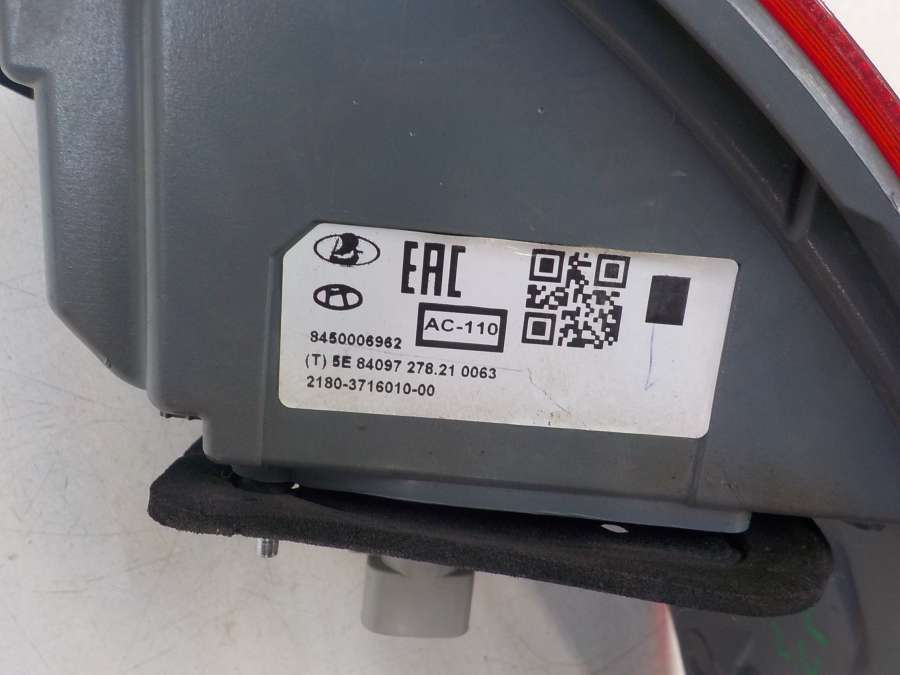 EAC
AC-110
8450006962
(T) 5E 84097 278.21 0063
2180-3716010-00